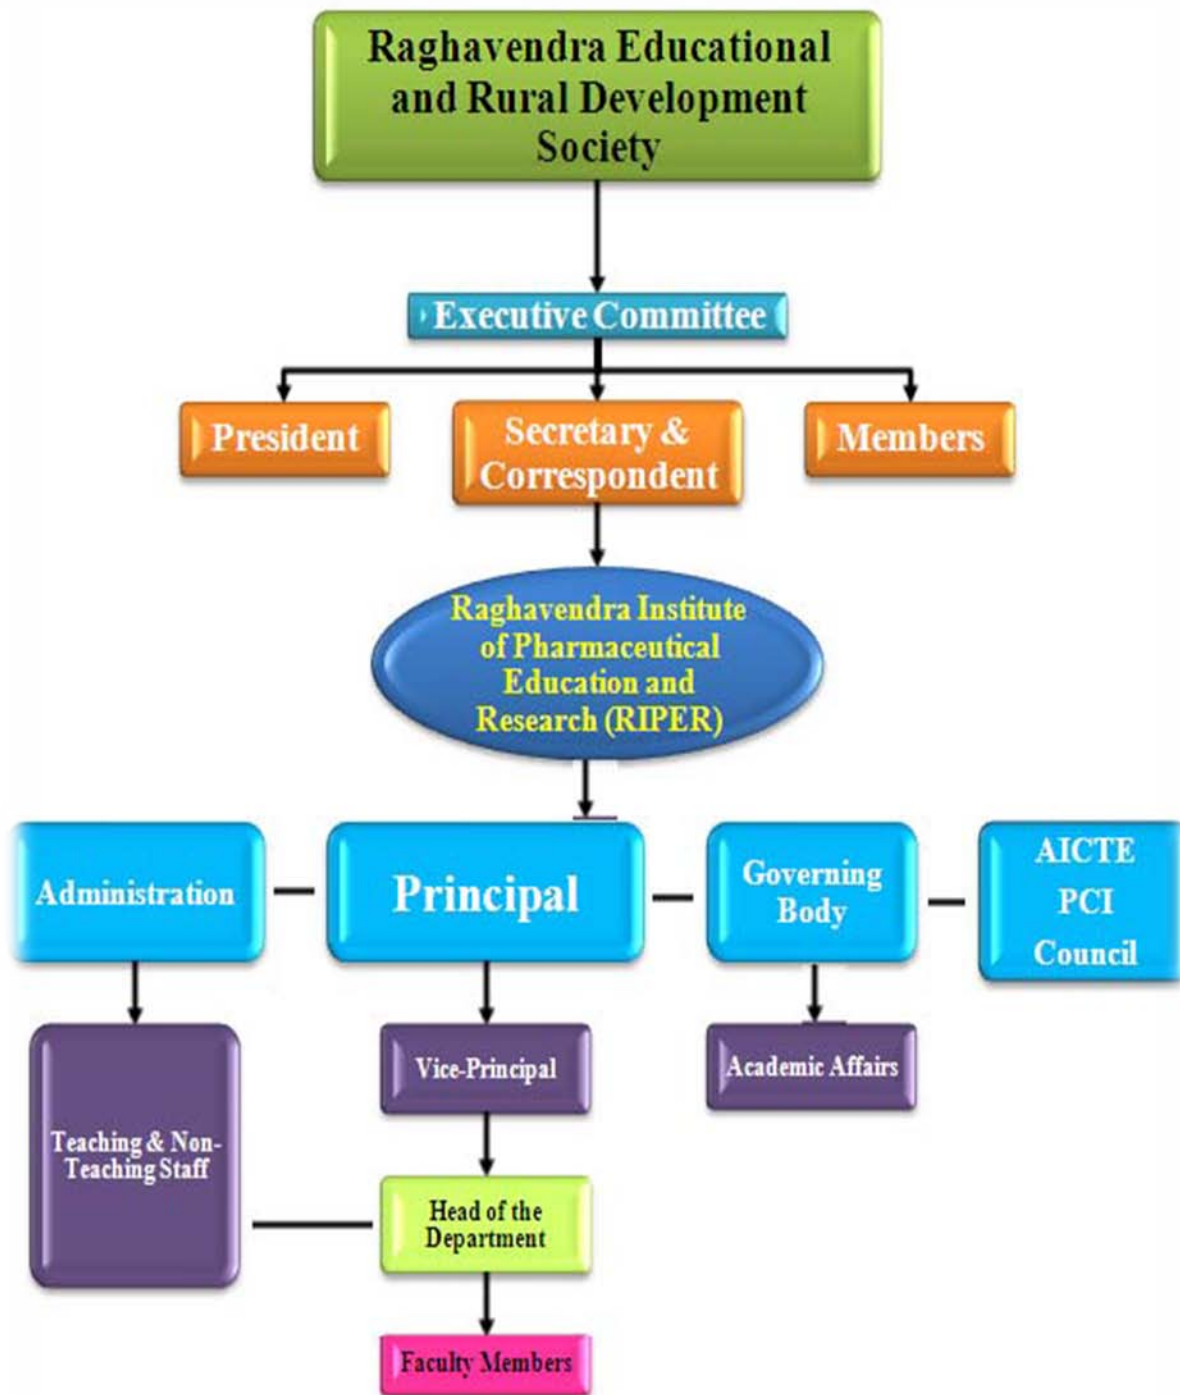 Raghavendra Educational
and Rural Development
Society
Executive Committee
President
Secretary &
Correspondent
Members
Raghavendra Institute
of Pharmaceutical
Education and
Research (RIPER)
Administration
Principal
Governing
Body
AICTE
PCI
Council
Teaching & Non-
Teaching Staff
Vice-Principal
Academic Affairs
Head of the
Department
Faculty Members